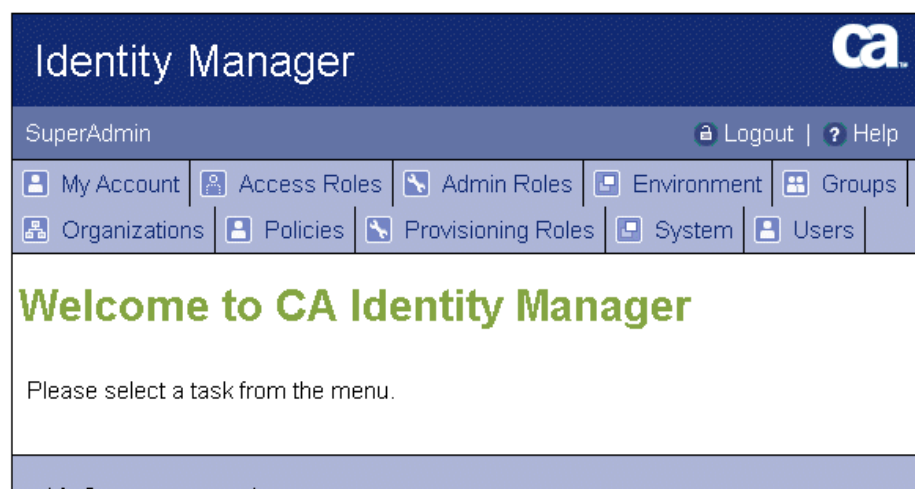 Identity Manager
ca
SuperAdmin
Logout | Help
My Account Access Roles Admin Roles Environment Groups
Organizations Policies Provisioning Roles System Users
Welcome to CA Identity Manager
Please select a task from the menu.